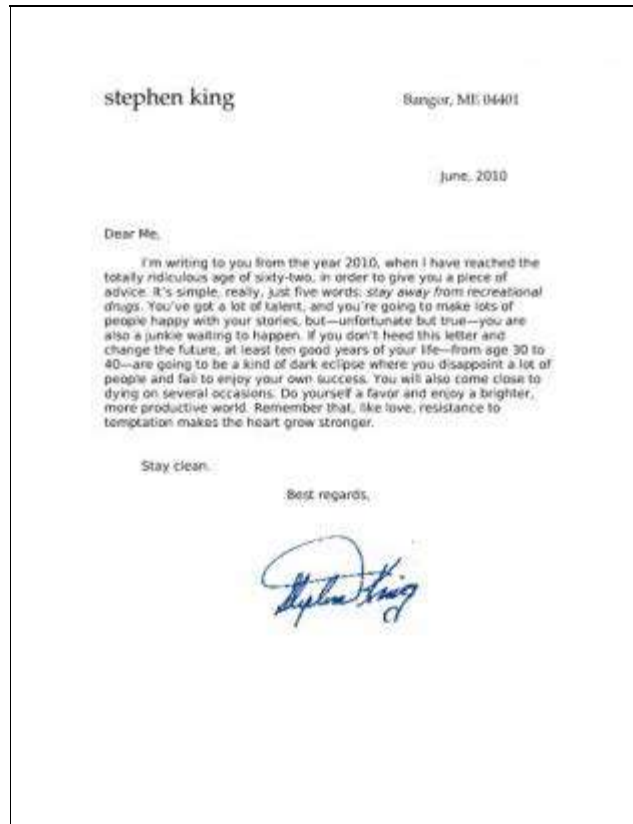 stephen king
Bangor, ME 04401
June, 2010
Dear Me,
I'm writing to you from the year 2010, when I have reached the
totally ridiculous age of sixty-two, in order to give you a piece of
advice. It's simple, really, just five words: stay away from recreational
drugs. You've got a lot of talent, and you're going to make lots of
people happy with your stories, but—unfortunate but true—you are
also a junkie waiting to happen. If you don't heed this letter and
change the future, at least ten good years of your life—from age 30 to
40—are going to be a kind of dark eclipse where you disappoint a lot of
people and fail to enjoy your own success. You will also come close to
dying on several occasions. Do yourself a favor and enjoy a brighter,
more productive world. Remember that, like love, resistance to
temptation makes the heart grow stronger.
Stay clean.
Best regards,
Stephen King